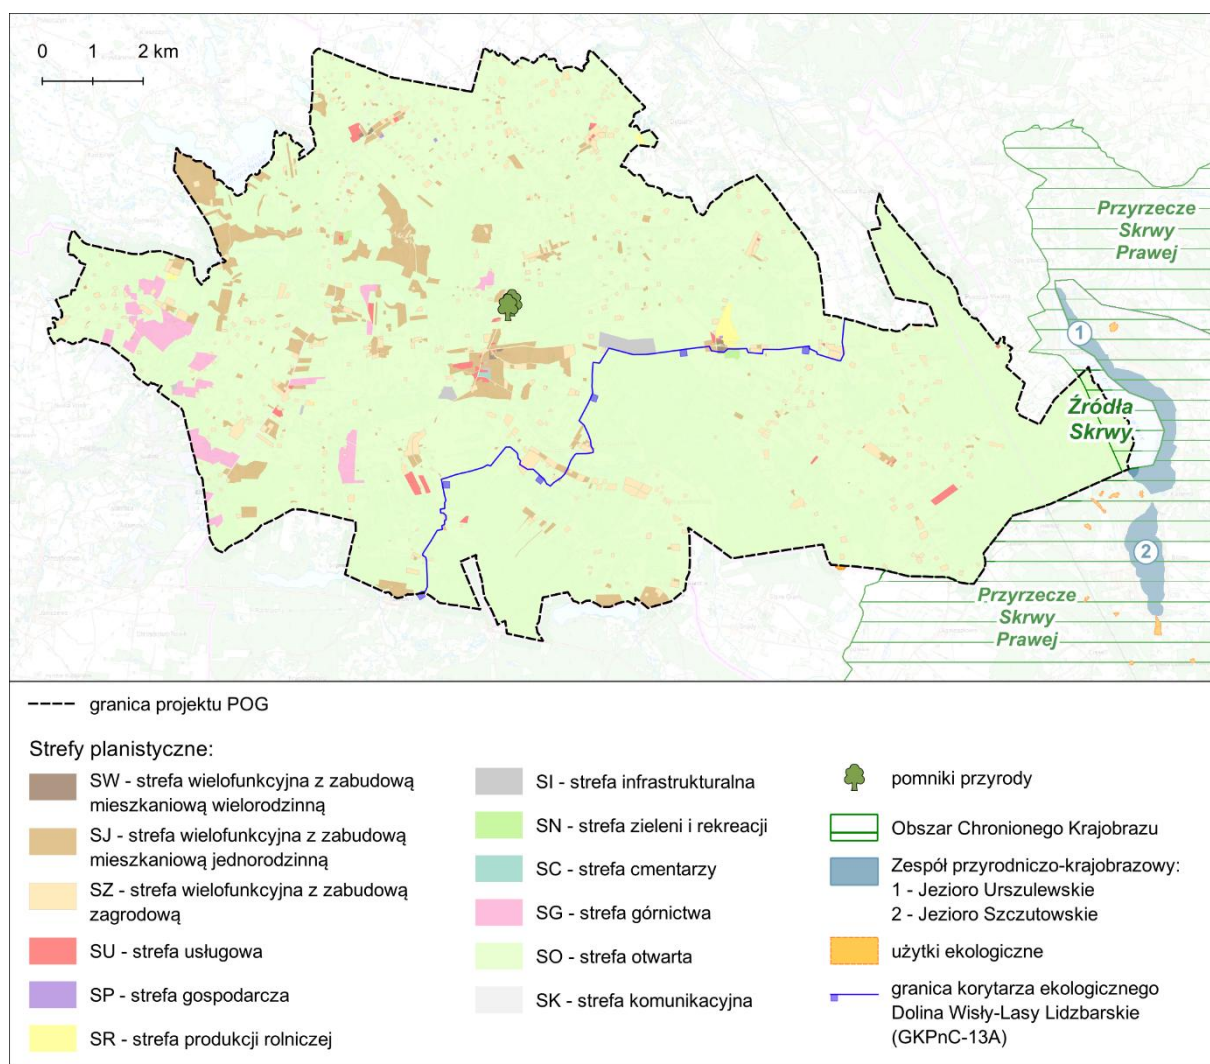 0 1 2 km
Przyrzecze
Skrwy
Prawej
1
Źródła
Skrwy
2
Przyrzecze
Skrwy
Prawej
granica projektu POG
Strefy planistyczne:
SW - strefa wielofunkcyjna z zabudową
mieszkaniową wielorodzinną
SJ - strefa wielofunkcyjna z zabudową
mieszkaniową jednorodzinną
SZ - strefa wielofunkcyjna z zabudową
zagrodową
SU - strefa usługowa
SP - strefa gospodarcza
SR - strefa produkcji rolniczej
SI - strefa infrastrukturalna
SN - strefa zieleni i rekreacji
SC - strefa cmentarzy
SG - strefa górnictwa
SO - strefa otwarta
SK - strefa komunikacyjna
pomniki przyrody
Obszar Chronionego Krajobrazu
Zespół przyrodniczo-krajobrazowy:
1 - Jezioro Urszulewskie
2 - Jezioro Szczutowskie
użytki ekologiczne
granica korytarza ekologicznego
Dolina Wisły-Lasy Lidzbarskie
(GKPnC-13A)